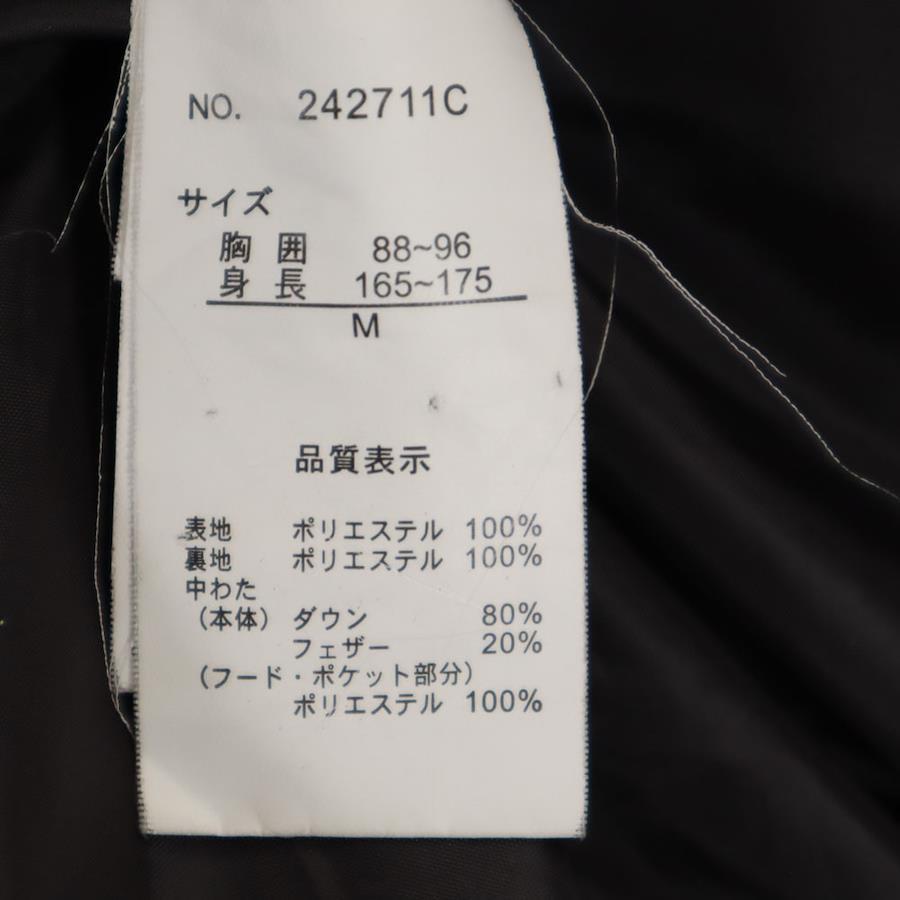 NO. 242711C
サイズ
胸 囲 88~96
身 長 165~175
M
品質表示
表地 ポリエステル 100%
裏地 ポリエステル 100%
中わた
(本体) ダウン 80%
フェザー 20%
(フード・ポケット部分)
ポリエステル 100%